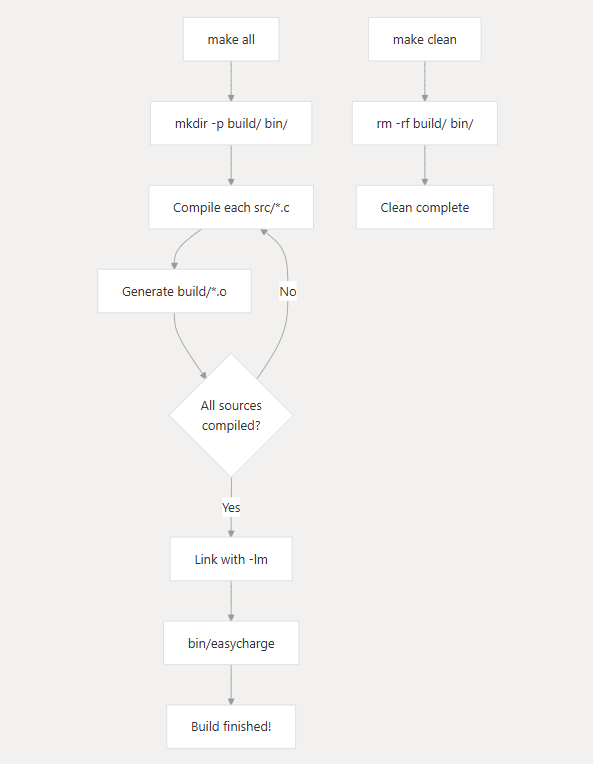 make all
make clean
mkdir -p build/ bin/
rm -rf build/ bin/
Compile each src/*.c
Clean complete
Generate build/*.o
No
All sources
compiled?
Yes
Link with -lm
bin/easycharge
Build finished!